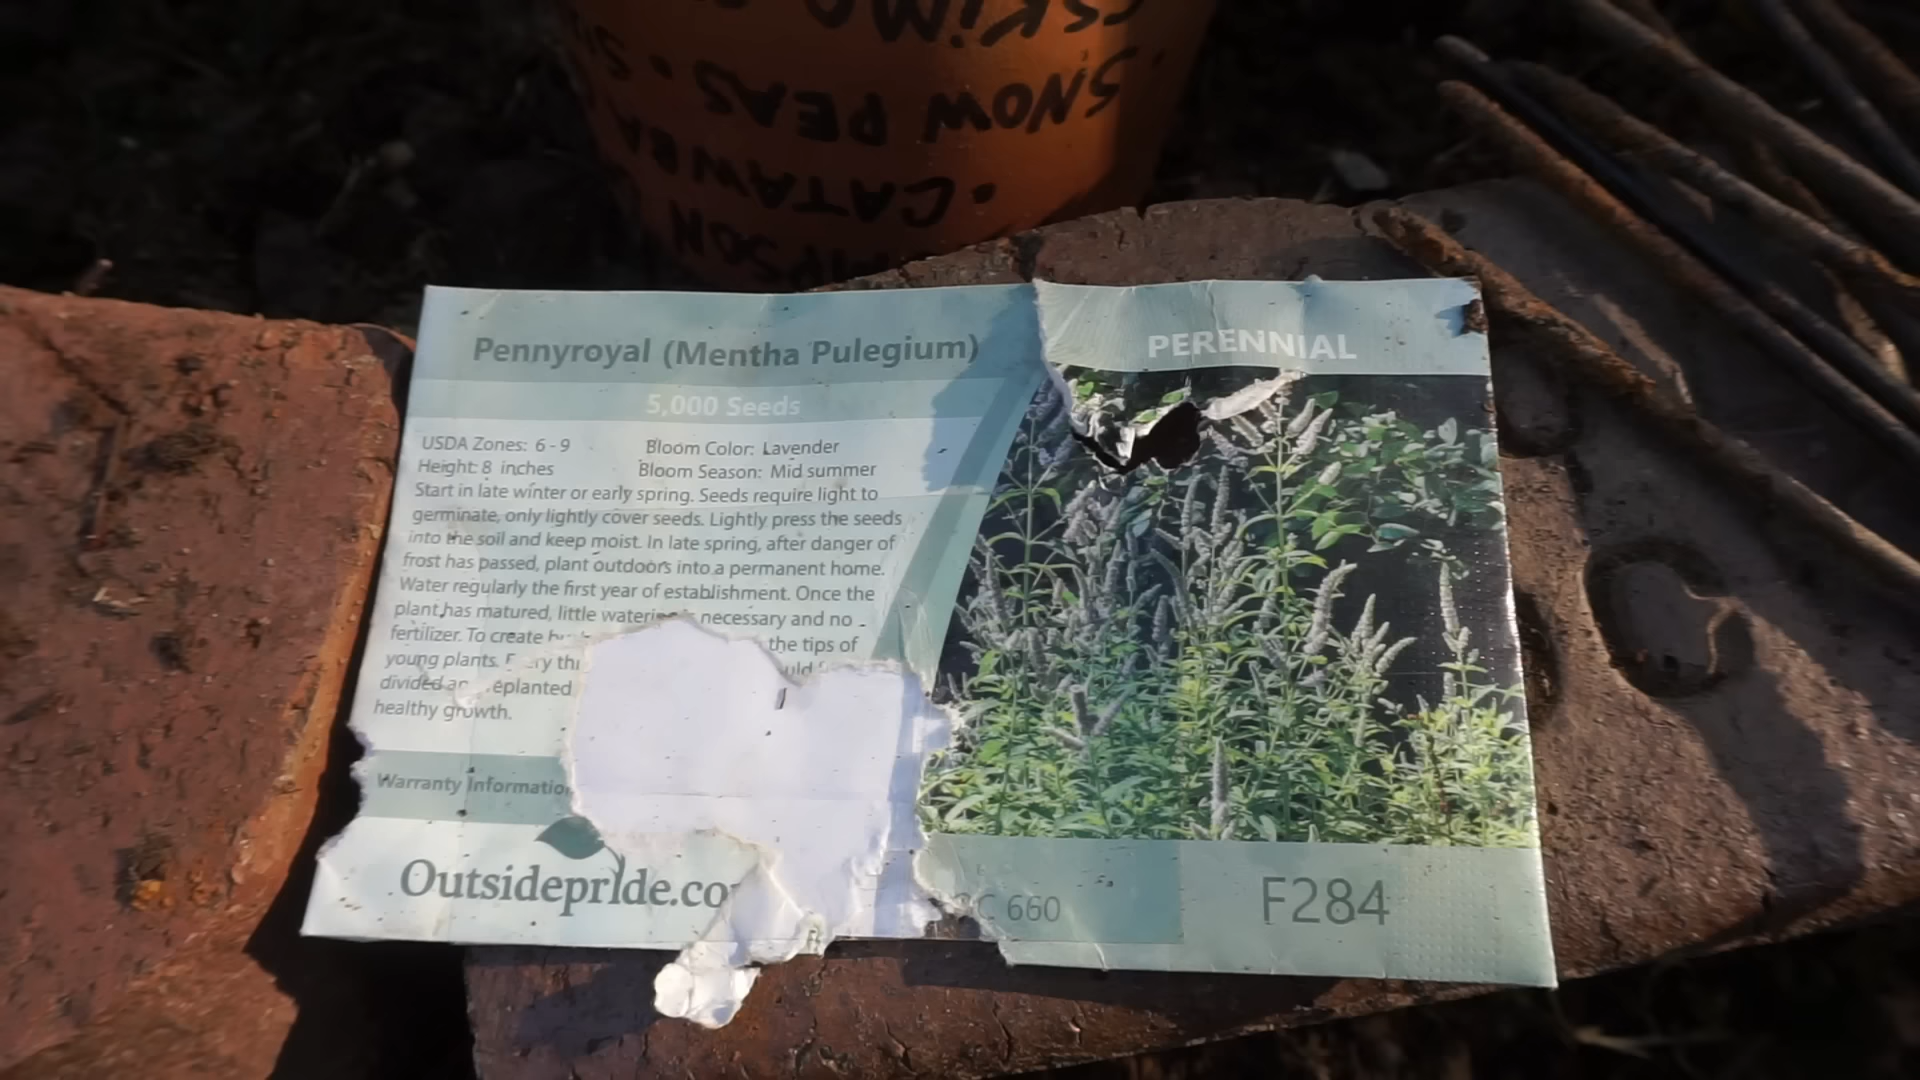 ESKIMO
SNOW PEAS
CATAWBA
Pennyroyal (Mentha Pulegium)
PERENNIAL
5,000 Seeds
USDA Zones: 6 - 9
Bloom Color: Lavender
Height: 8 inches
Bloom Season: Mid summer
Start in late winter or early spring. Seeds require light to
germinate, only lightly cover seeds. Lightly press the seeds
into the soil and keep moist. In late spring, after danger of
frost has passed, plant outdoors into a permanent home.
Water regularly the first year of establishment. Once the
plant has matured, little watering necessary and no
fertilizer. To create the tips of
young plants.
divided
healthy growth.
Warranty Information
Outsidepride.co
660
F284